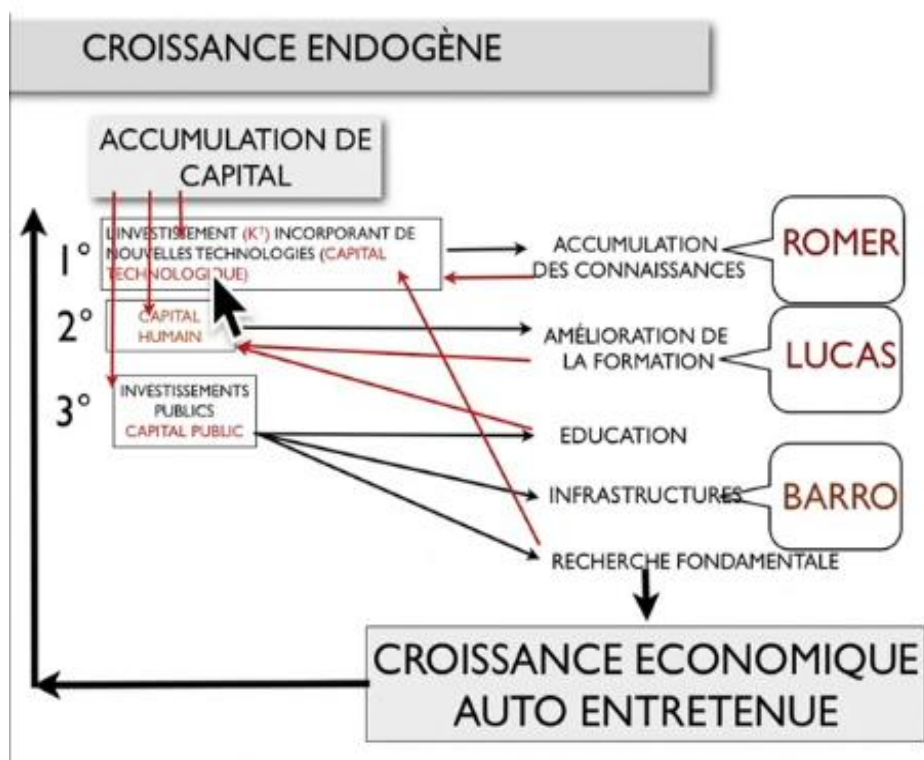 CROISSANCE ENDOGÈNE
ACCUMULATION DE
CAPITAL
1°
L'INVESTISTEMENT (K¹) INCORPORANT DE
NOUVELLES TECHNOLOGIES (CAPITAL
TECHNOLOGIQUE)
ACCUMULATION
DES CONNAISSANCES
ROMER
2°
CAPITAL
HUMAIN
AMÉLIORATION DE
LA FORMATION
LUCAS
3°
INVESTISSEMENTS
PUBLICS
CAPITAL PUBLIC
EDUCATION
INFRASTRUCTURES
BARRO
RECHERCHE FONDAMENTALE
CROISSANCE ECONOMIQUE
AUTO ENTRETENUE